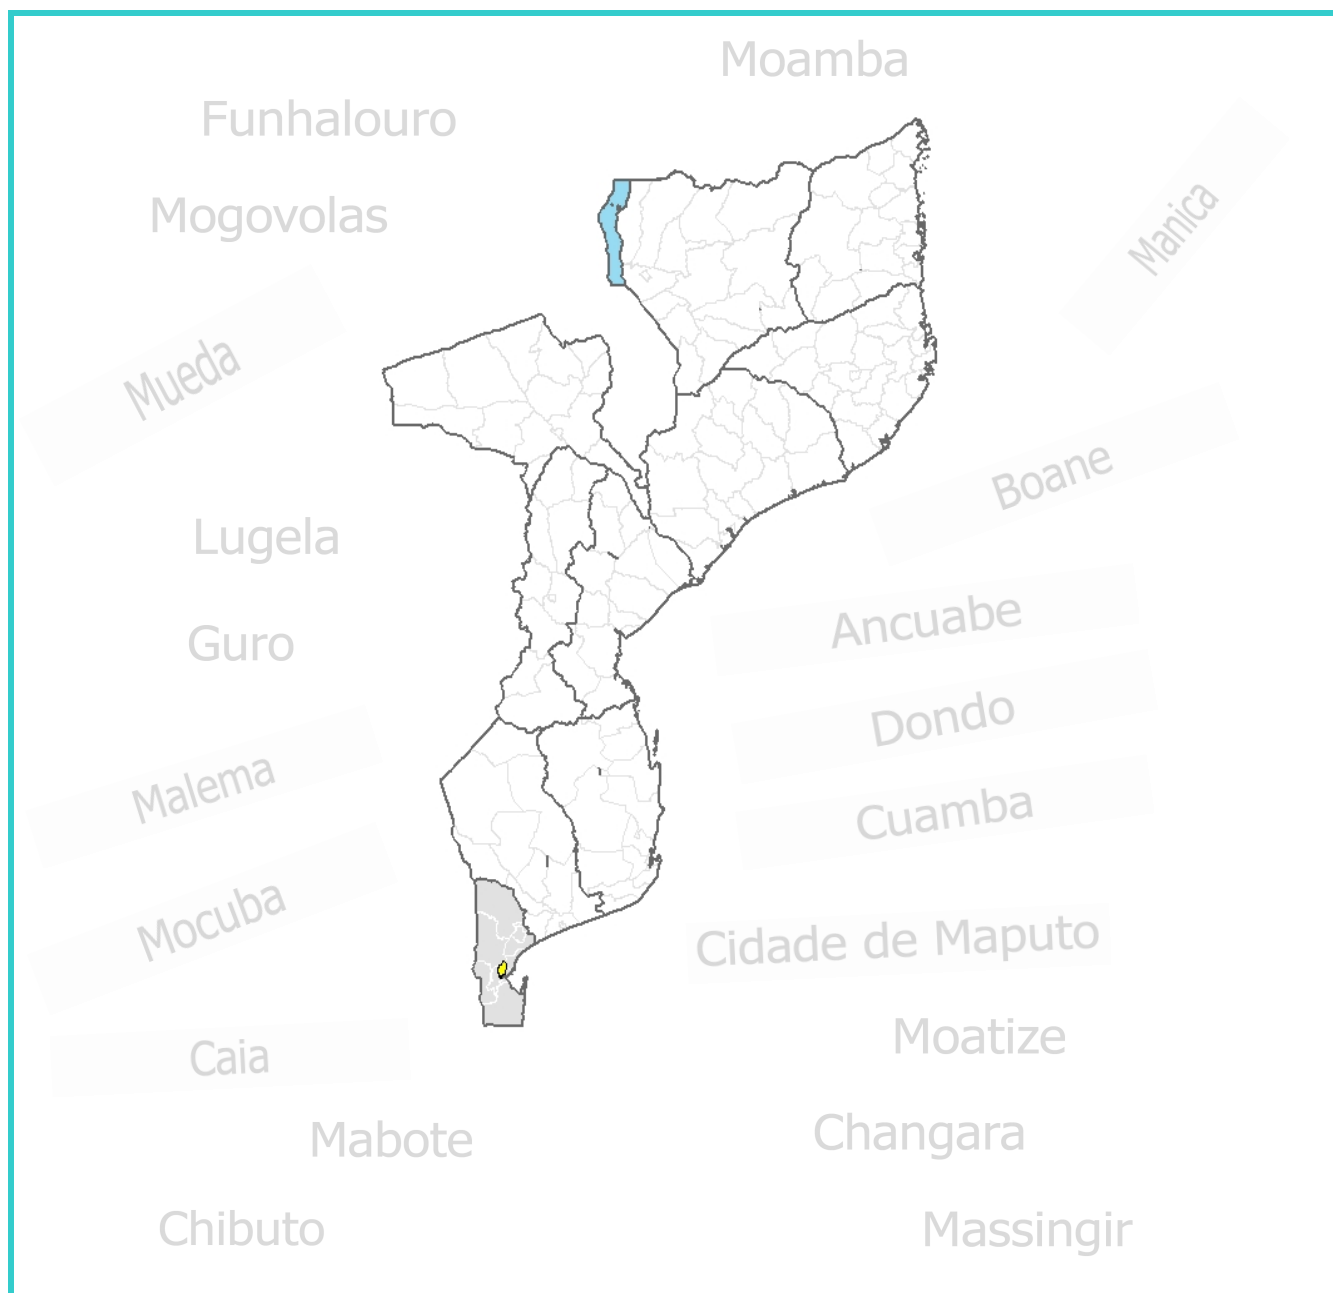 Moamba
Funhalouro
Manica
Mogovolas
Mueda
Boane
Lugela
Ancuabe
Guro
Dondo
Malema
Cuamba
Mocuba
Cidade de Maputo
Moatize
Caia
Changara
Mabote
Chibuto
Massingir